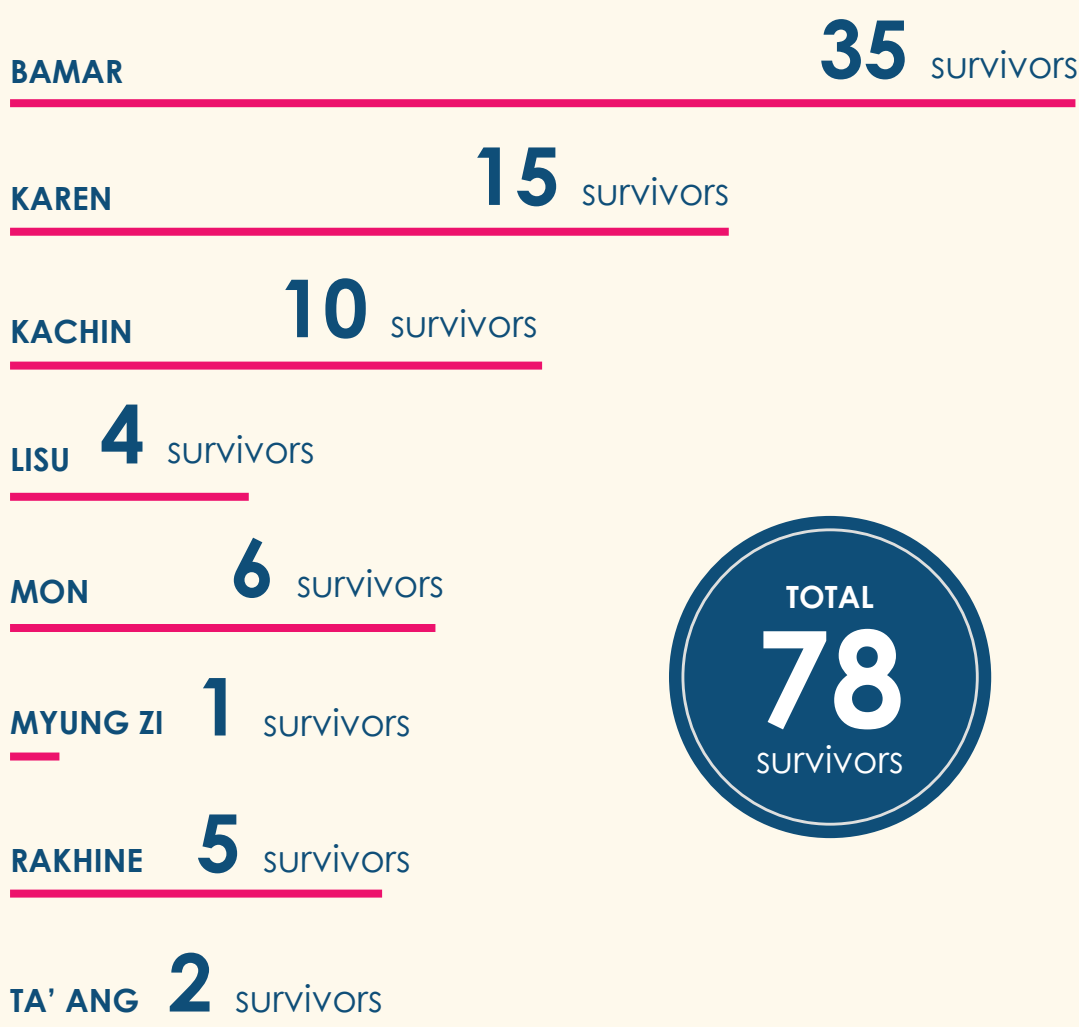 BAMAR 35 survivors
KAREN 15 survivors
KACHIN 10 survivors
LISU 4 survivors
MON 6 survivors
MYUNG ZI 1 survivors
RAKHINE 5 survivors
TA’ ANG 2 survivors
TOTAL
78
survivors